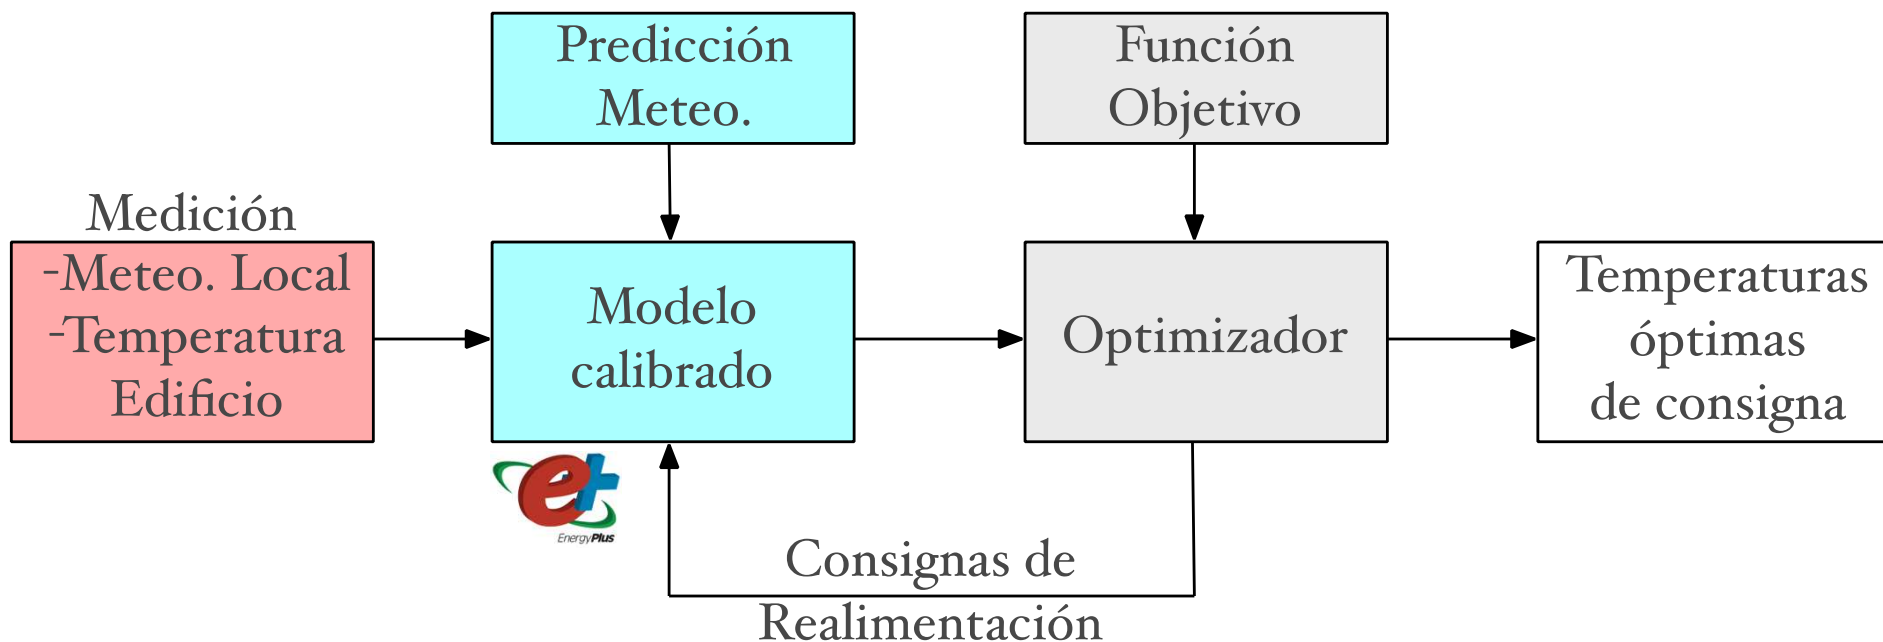 Predicción
Meteo.
Función
Objetivo
Medición
-Meteo. Local
-Temperatura
Edificio
Modelo
calibrado
Optimizador
Temperaturas
óptimas
de consigna
e+
EnergyPlus
Consignas de
Realimentación